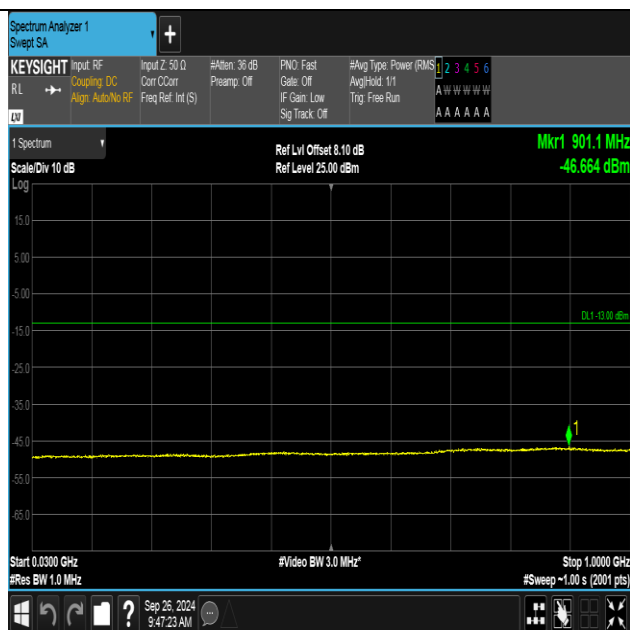 Spectrum Analyzer 1
Swept SA
+
KEYSIGHT
RL
LXI
Input: RF
Coupling: DC
Align: Auto/No RF
Input Z: 50 Ω
Corr CCorr
Freq Ref: Int (S)
#Atten: 36 dB
Preamp: Off
PNO: Fast
Gate: Off
IF Gain: Low
Sig Track: Off
#Avg Type: Power (RMS
Avg|Hold: 1/1
Trig: Free Run
1 2 3 4 5 6
A W W W W W
A A A A A A
1 Spectrum
Scale/Div 10 dB
Log
Ref Lvl Offset 8.10 dB
Ref Level 25.00 dBm
Mkr1 901.1 MHz
-46.664 dBm
15.0
5.00
-5.00
DL1 -13.00 dBm
-15.0
-25.0
-35.0
1
-45.0
-55.0
-65.0
Start 0.0300 GHz
#Res BW 1.0 MHz
#Video BW 3.0 MHz*
Stop 1.0000 GHz
#Sweep ~1.00 s (2001 pts)
?
Sep 26, 2024
9:47:23 AM